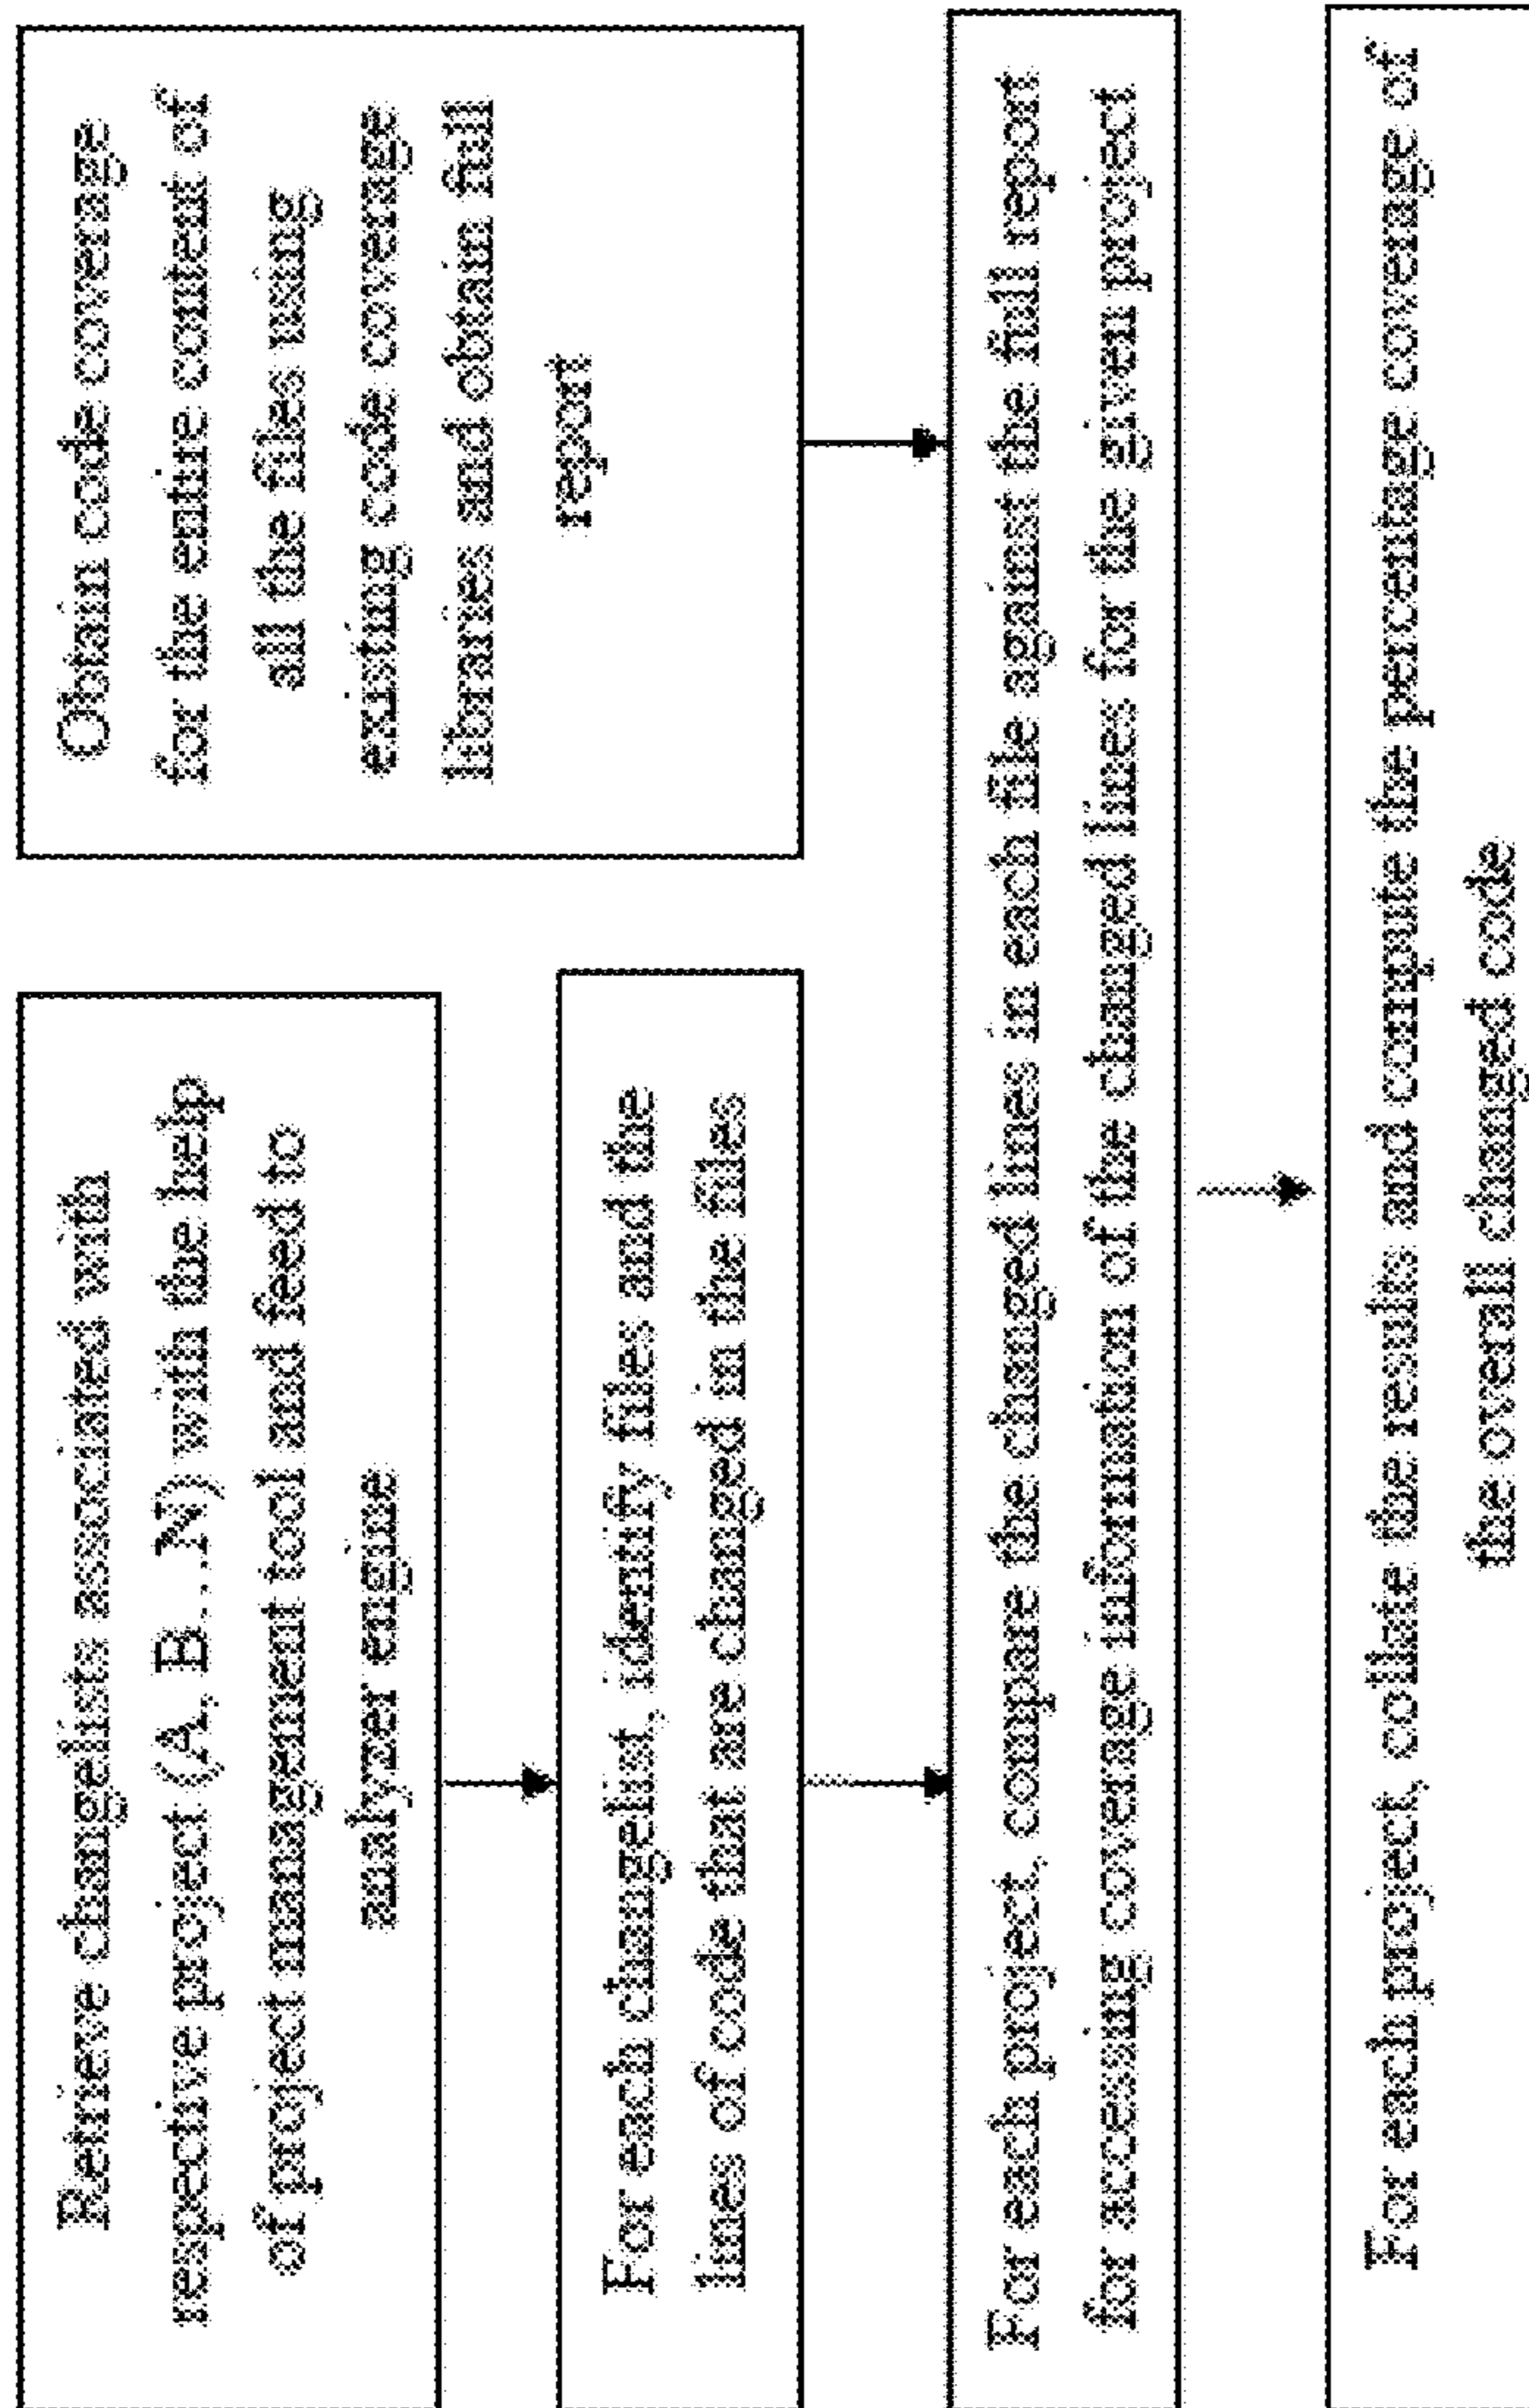 Retrieve changelists associated with
respective project (A, B...N) with the help
of project management tool and feed to
analyzer engine
Obtain code coverage
for the entire content of
all the files using
existing code coverage
libraries and obtain full
report
For each changelist, identify files and the
lines of code that are changed in the files
For each project, compare the changed lines in each file against the full report
for accessing coverage information of the changed lines for the given project
For each project, collate the results and compute the percentage coverage of
the overall changed code